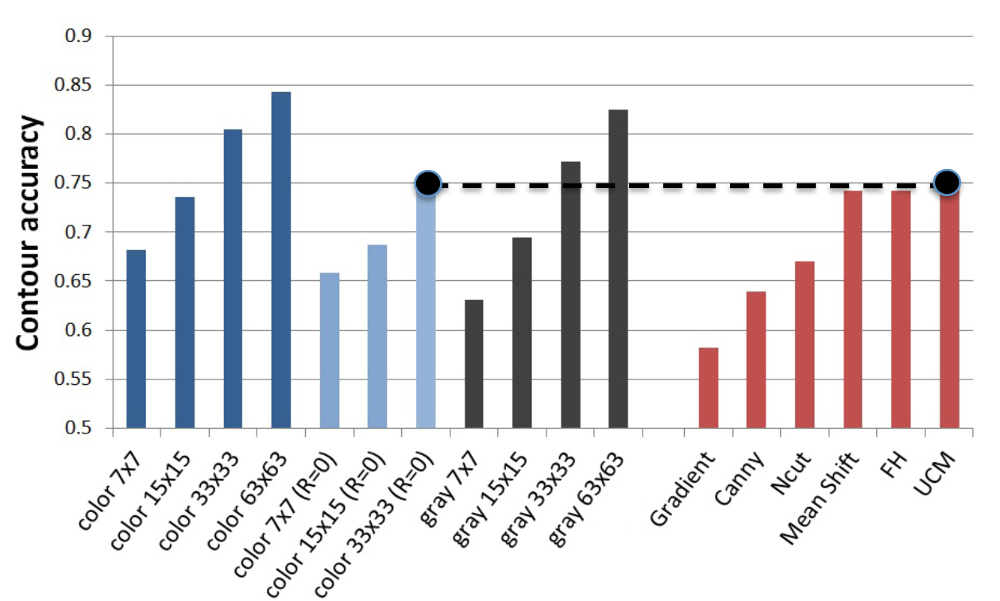 Contour accuracy
0.9
0.85
0.8
0.75
0.7
0.65
0.6
0.55
0.5
color 7x7
color 15x15
color 33x33
color 63x63
color 7x7 (R=0)
color 15x15 (R=0)
color 33x33 (R=0)
gray 7x7
gray 15x15
gray 33x33
gray 63x63
Gradient
Canny
Ncut
Mean Shift
FH
UCM